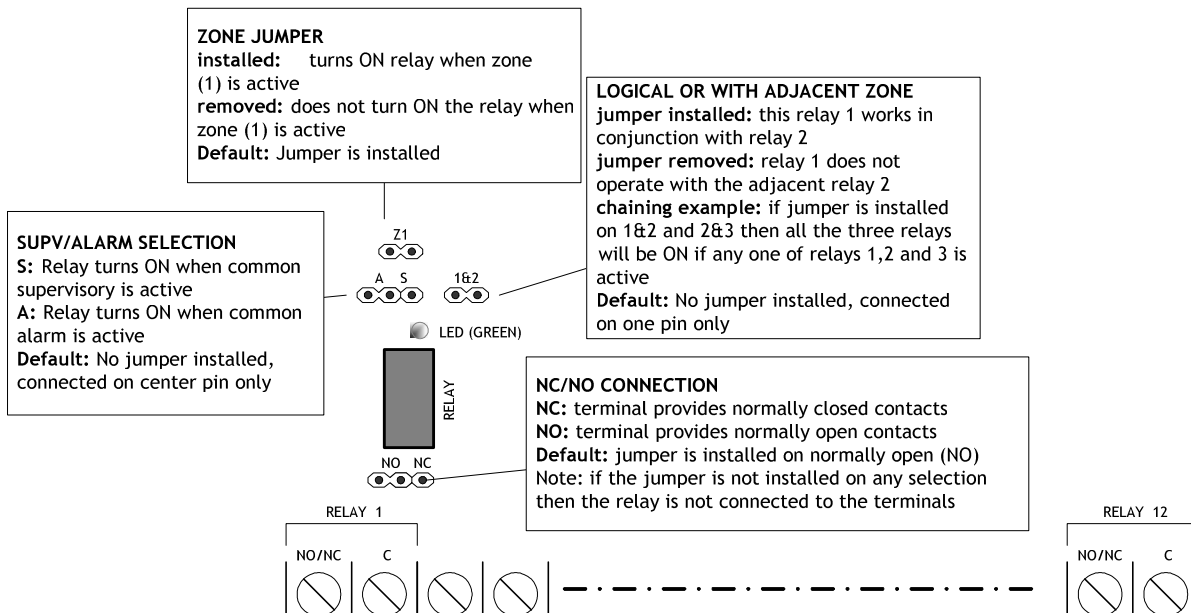 ZONE JUMPER
installed: turns ON relay when zone
(1) is active
removed: does not turn ON the relay when
zone (1) is active
Default: Jumper is installed
LOGICAL OR WITH ADJACENT ZONE
jumper installed: this relay 1 works in
conjunction with relay 2
jumper removed: relay 1 does not
operate with the adjacent relay 2
chaining example: if jumper is installed
on 1&2 and 2&3 then all the three relays
will be ON if any one of relays 1,2 and 3 is
active
Default: No jumper installed, connected
on one pin only
SUPV/ALARM SELECTION
S: Relay turns ON when common
supervisory is active
A: Relay turns ON when common
alarm is active
Default: No jumper installed,
connected on center pin only
Z1
A S
1&2
LED (GREEN)
RELAY
NC/NO CONNECTION
NC: terminal provides normally closed contacts
NO: terminal provides normally open contacts
Default: jumper is installed on normally open (NO)
Note: if the jumper is not installed on any selection
then the relay is not connected to the terminals
NO NC
RELAY 1
NO/NC C
RELAY 12
NO/NC C